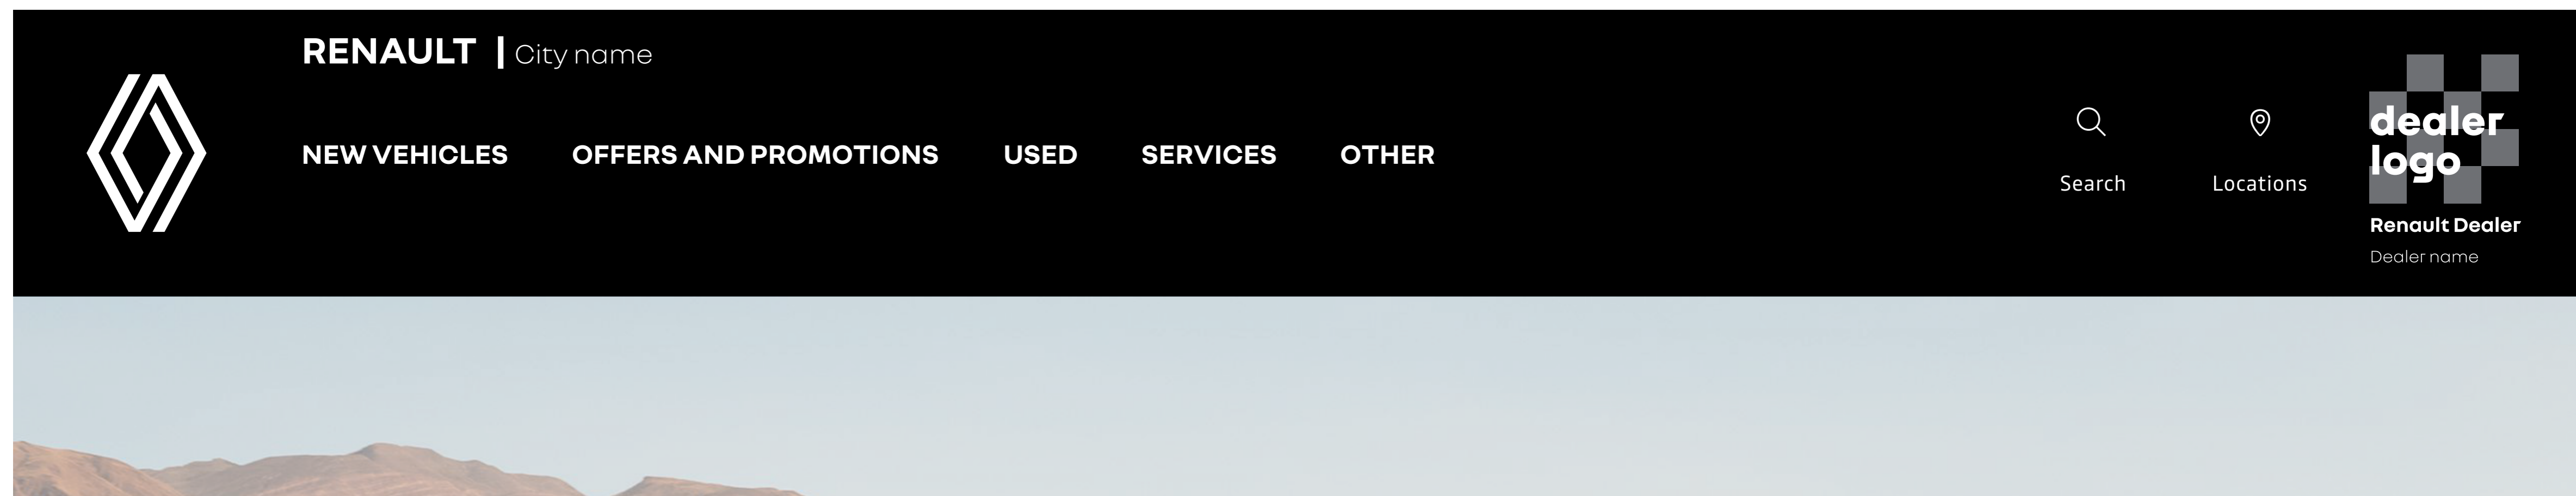 RENAULT | City name
NEW VEHICLES OFFERS AND PROMOTIONS USED SERVICES OTHER
Search Locations
dealer
logo
Renault Dealer
Dealer name